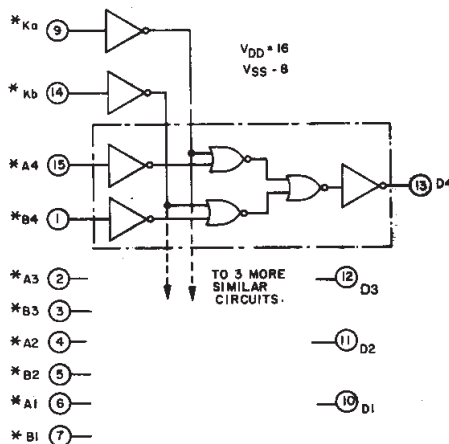 *Ka 9
VDD = 16
VSS - 8
*Kb 14
*A4 15
13 D4
*B4 1
*A3 2
TO 3 MORE
SIMILAR
CIRCUITS.
12 D3
*B3 3
*A2 4
11 D2
*B2 5
*A1 6
10 D1
*B1 7